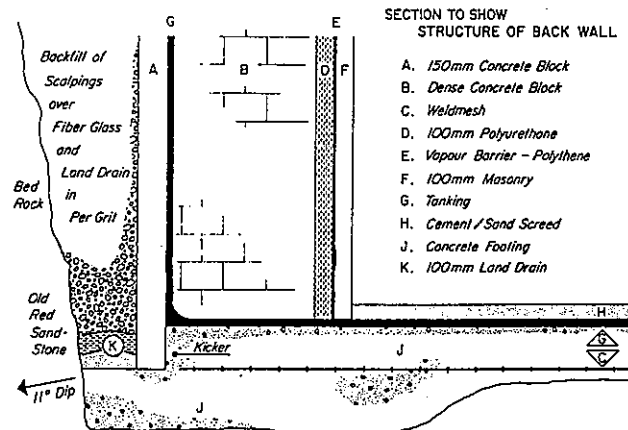 SECTION TO SHOW
STRUCTURE OF BACK WALL
A. 150mm Concrete Block
B. Dense Concrete Block
C. Weldmesh
D. 100mm Polyurethane
E. Vapour Barrier - Polythene
F. 100mm Masonry
G. Tanking
H. Cement/Sand Screed
J. Concrete Footing
K. 100mm Land Drain
G
E
A
B
D
F
Backfill of
Scalpings
over
Fiber Glass
and
Land Drain
in
Per Grit
Bed
Rock
Old
Red
Sand-
Stone
K
Kicker
J
H
G
C
11° Dip
J